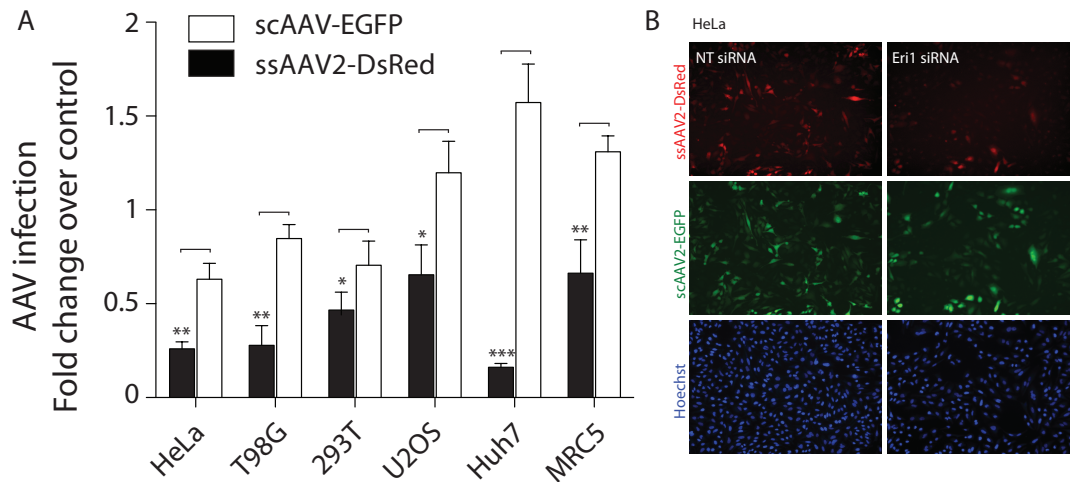 A
AAV infection
Fold change over control
2
1.5
1
0.5
0
scAAV-EGFP
ssAAV2-DsRed
**
**
*
*
***
**
HeLa
T98G
293T
U2OS
Huh7
MRC5
B
HeLa
NT siRNA
Eri1 siRNA
ssAAV2-DsRed
scAAV2-EGFP
Hoechst